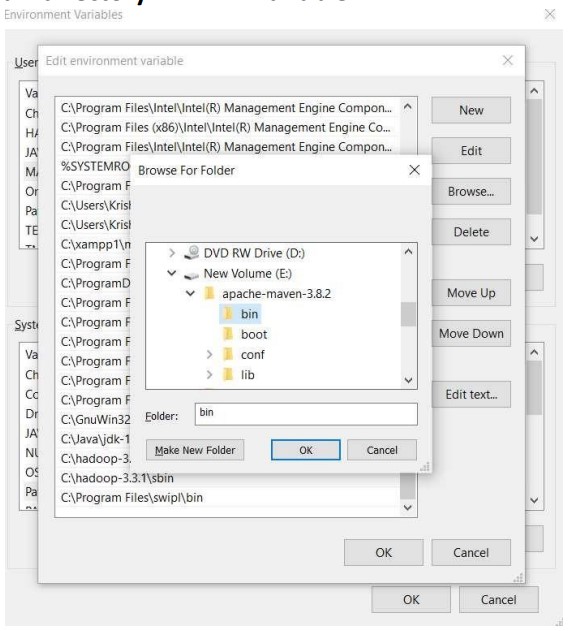 Environment Variables
User
Edit environment variable
C:\Program Files\Intel\Intel(R) Management Engine Compon...
C:\Program Files (x86)\Intel\Intel(R) Management Engine Co...
C:\Program Files\Intel\Intel(R) Management Engine Compon...
%SYSTEMRO
C:\Program F
C:\Users\Krish
C:\Users\Krish
C:\xampp1\m
C:\Program F
C:\ProgramD
C:\Program F
C:\Program F
C:\Program F
C:\Program F
C:\Program F
C:\GnuWin32
C:\Java\jdk-1
C:\hadoop-3.
C:\hadoop-3.3.1\sbin
C:\Program Files\swipl\bin
New
Edit
Browse...
Delete
Move Up
Move Down
Edit text...
OK
Cancel
Browse For Folder
DVD RW Drive (D:)
New Volume (E:)
apache-maven-3.8.2
bin
boot
conf
lib
Folder:
bin
Make New Folder
OK
Cancel
Va
Ch
HA
JA
M
On
Pa
TE
Syste
Va
Ch
Co
Dr
JA
NU
OS
Pa
OK
Cancel